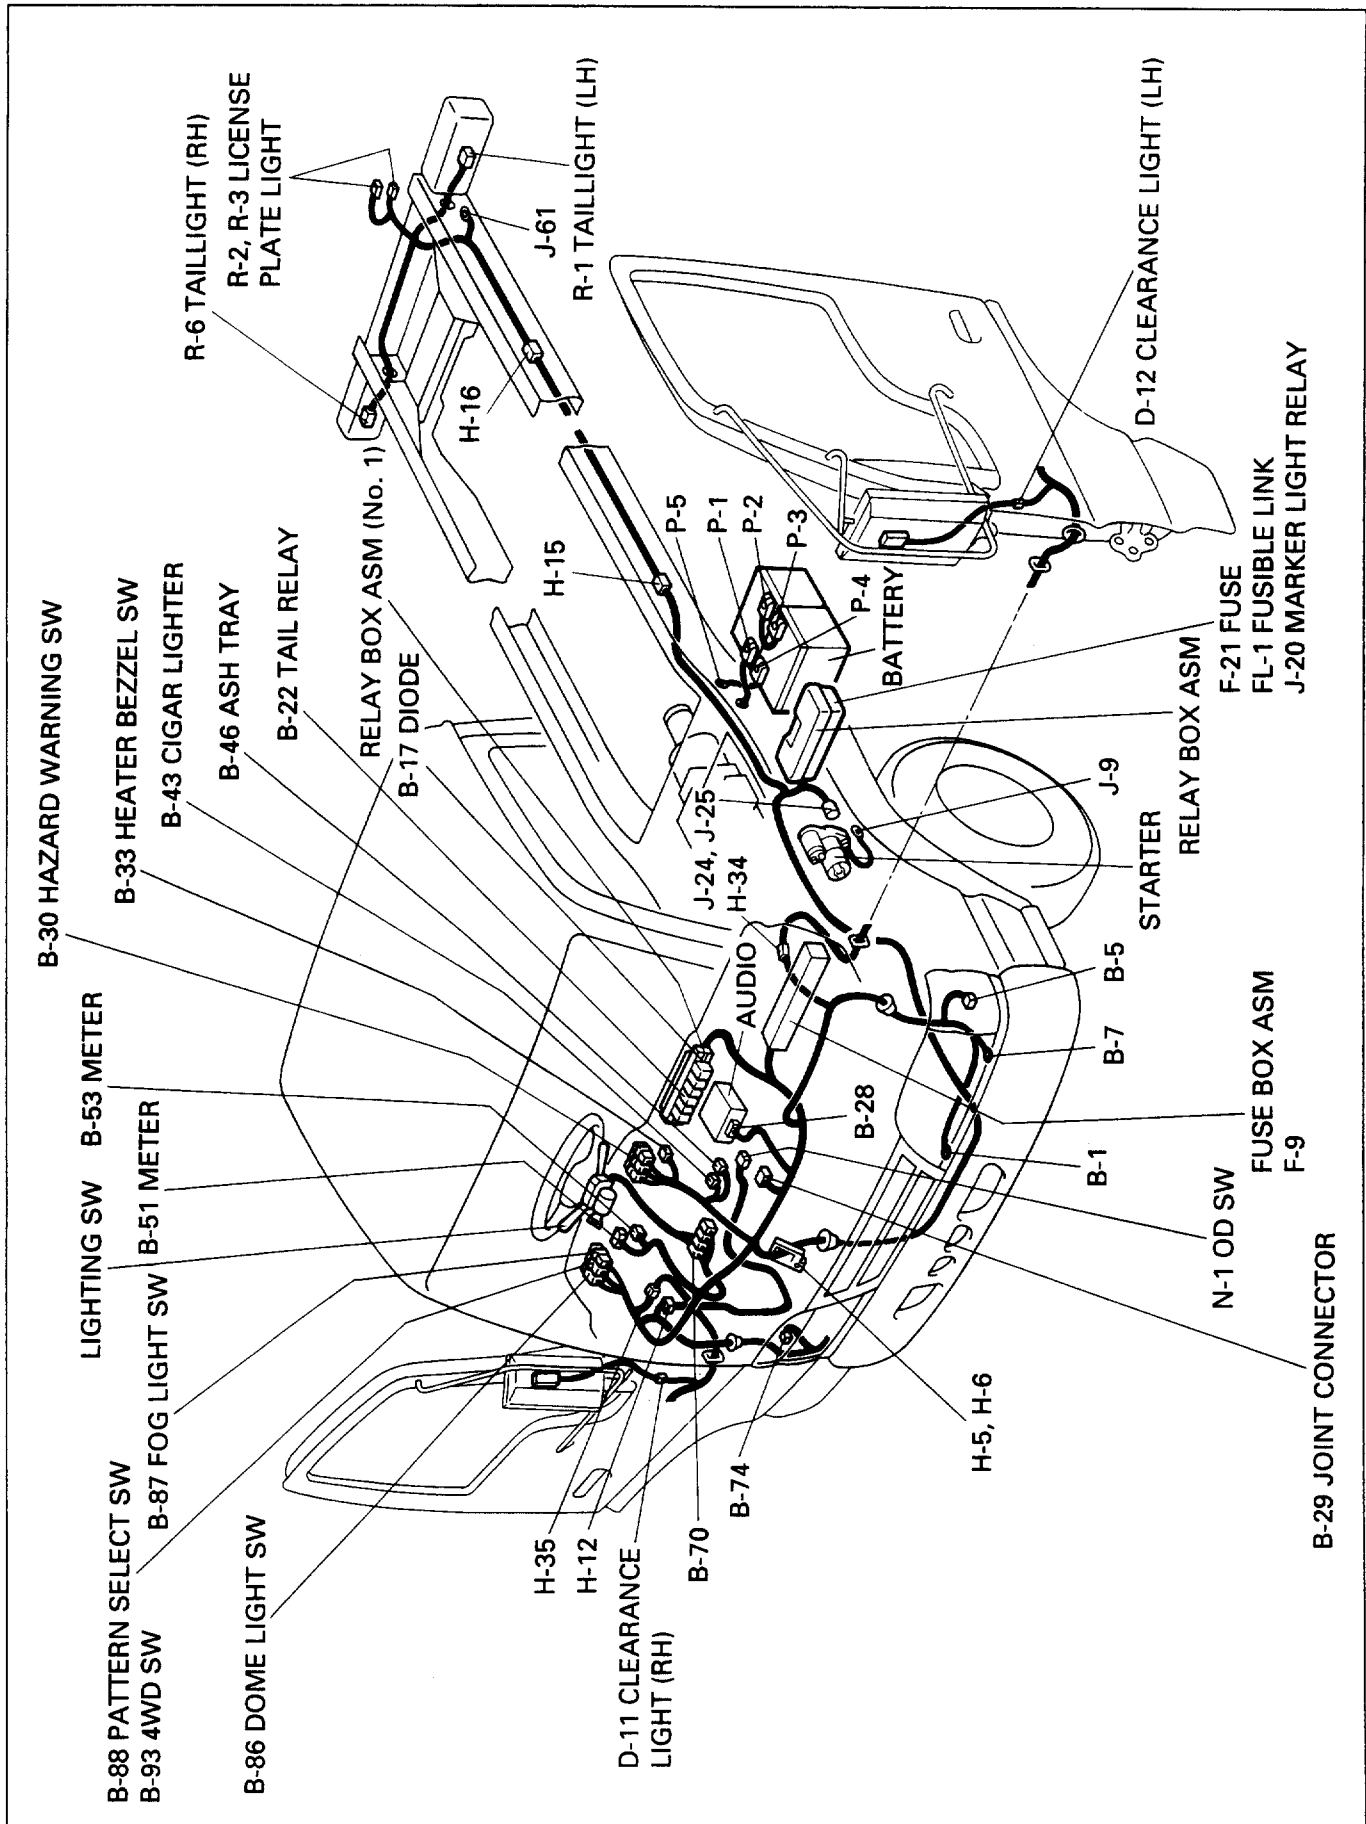 B-30 HAZARD WARNING SW
B-33 HEATER BEZZEL SW
B-43 CIGAR LIGHTER
B-46 ASH TRAY
B-22 TAIL RELAY
RELAY BOX ASM (No. 1)
B-17 DIODE
R-6 TAILLIGHT (RH)
R-2, R-3 LICENSE
PLATE LIGHT
LIGHTING SW
B-53 METER
B-51 METER
B-88 PATTERN SELECT SW
B-93 4WD SW
B-87 FOG LIGHT SW
B-86 DOME LIGHT SW
H-16
J-61
R-1 TAILLIGHT (LH)
H-15
P-5
P-1
P-2
P-3
P-4
BATTERY
J-24, J-25
H-34
AUDIO
B-28
H-35
H-12
D-11 CLEARANCE
LIGHT (RH)
B-70
B-74
H-5, H-6
B-29 JOINT CONNECTOR
N-1 OD SW
B-1
FUSE BOX ASM
F-9
B-7
B-5
STARTER
J-9
RELAY BOX ASM
F-21 FUSE
FL-1 FUSIBLE LINK
J-20 MARKER LIGHT RELAY
D-12 CLEARANCE LIGHT (LH)